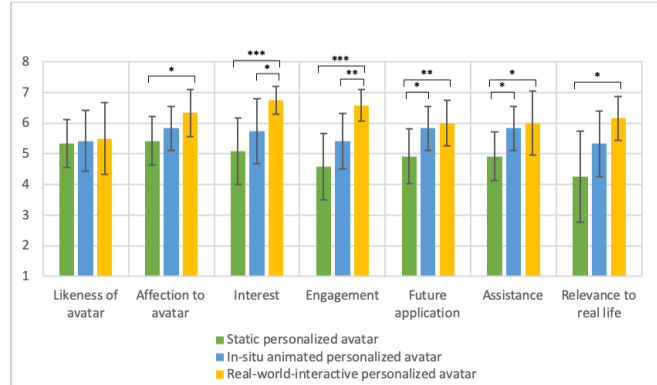 8
7
6
5
4
3
2
1
*
***
*
***
**
**
*
*
*
*
Likeness of
avatar
Affection to
avatar
Interest
Engagement
Future
application
Assistance
Relevance to
real life
Static personalized avatar
In-situ animated personalized avatar
Real-world-interactive personalized avatar